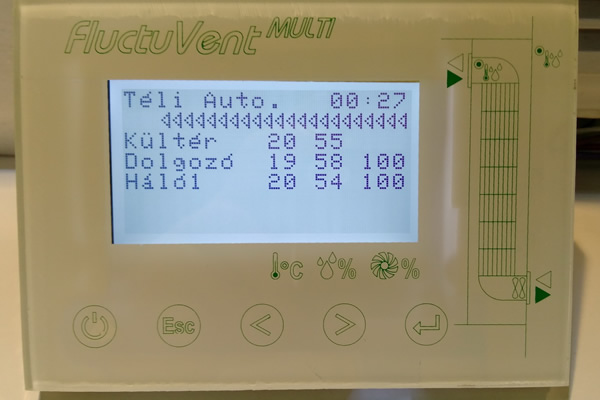 FluctuVent MULTI
Téli Auto. 00:27
Kültér 20 55
Dolgozó 19 58 100
Háló1 20 54 100
°C % %
Esc < >